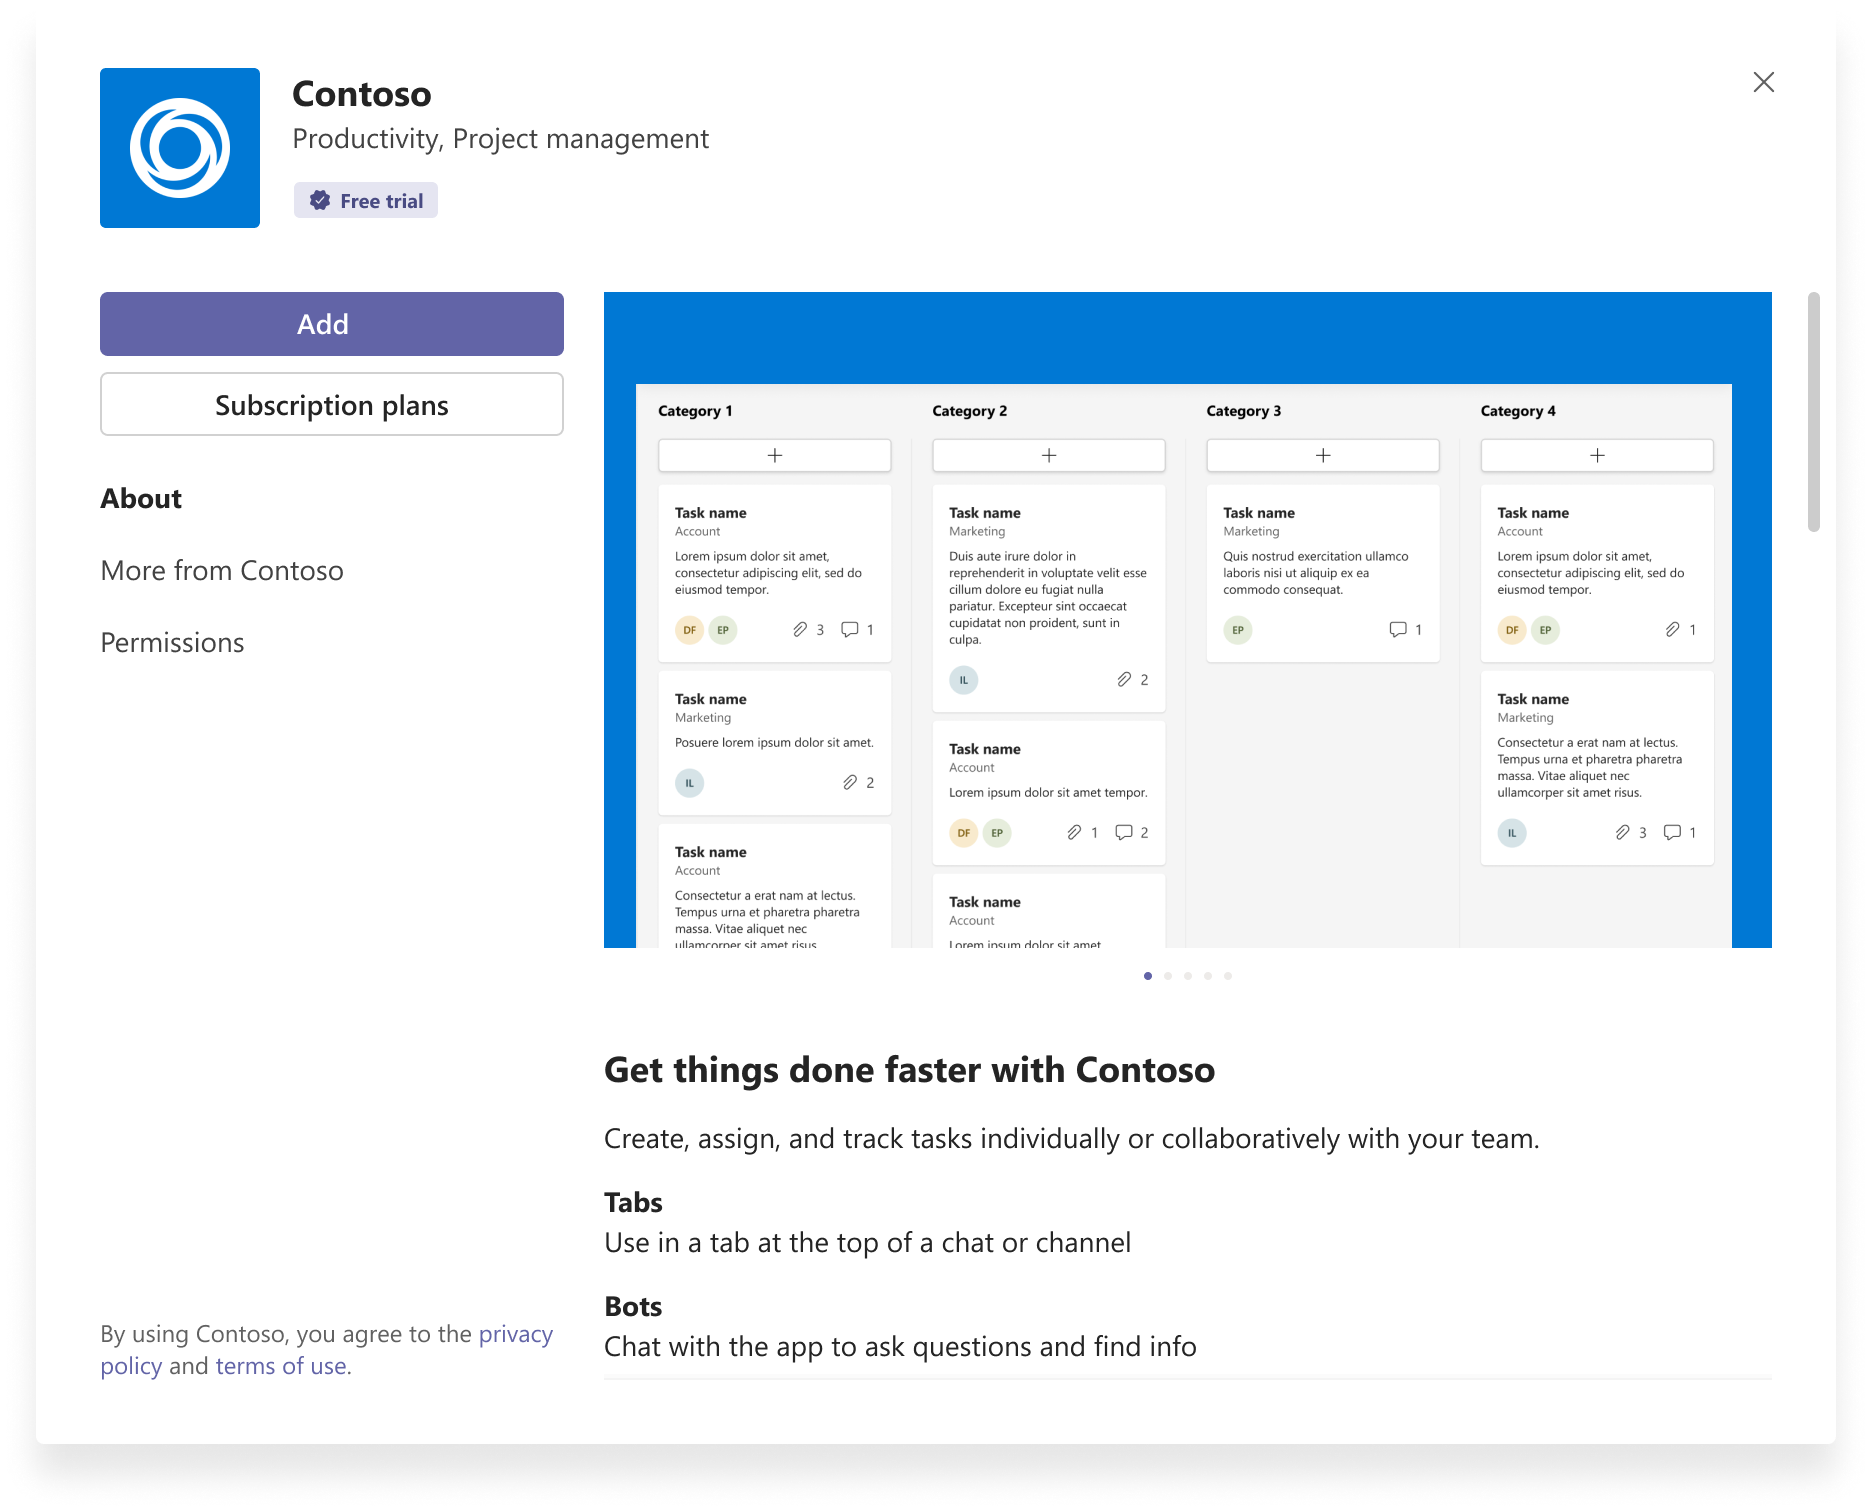 Contoso
Productivity, Project management
Free trial
Add
Subscription plans
About
More from Contoso
Permissions
By using Contoso, you agree to the privacy
policy and terms of use.
Category 1
Task name
Account
Lorem ipsum dolor sit amet,
consectetur adipiscing elit, sed do
eiusmod tempor.
DF EP 3 1
Task name
Marketing
Posuere lorem ipsum dolor sit amet.
IL 2
Task name
Account
Consectetur a erat nam at lectus.
Tempus urna et pharetra pharetra
massa. Vitae aliquet nec
ullamcorper sit amet risus.
Category 2
Task name
Marketing
Duis aute irure dolor in
reprehenderit in voluptate velit esse
cillum dolore eu fugiat nulla
pariatur. Excepteur sint occaecat
cupidatat non proident, sunt in
culpa.
IL 2
Task name
Account
Lorem ipsum dolor sit amet tempor.
DF EP 1 2
Task name
Account
Lorem ipsum dolor sit amet
Category 3
Task name
Marketing
Quis nostrud exercitation ullamco
laboris nisi ut aliquip ex ea
commodo consequat.
EP 1
Category 4
Task name
Account
Lorem ipsum dolor sit amet,
consectetur adipiscing elit, sed do
eiusmod tempor.
DF EP 1
Task name
Marketing
Consectetur a erat nam at lectus.
Tempus urna et pharetra pharetra
massa. Vitae aliquet nec
ullamcorper sit amet risus.
IL 3 1
Get things done faster with Contoso
Create, assign, and track tasks individually or collaboratively with your team.
Tabs
Use in a tab at the top of a chat or channel
Bots
Chat with the app to ask questions and find info